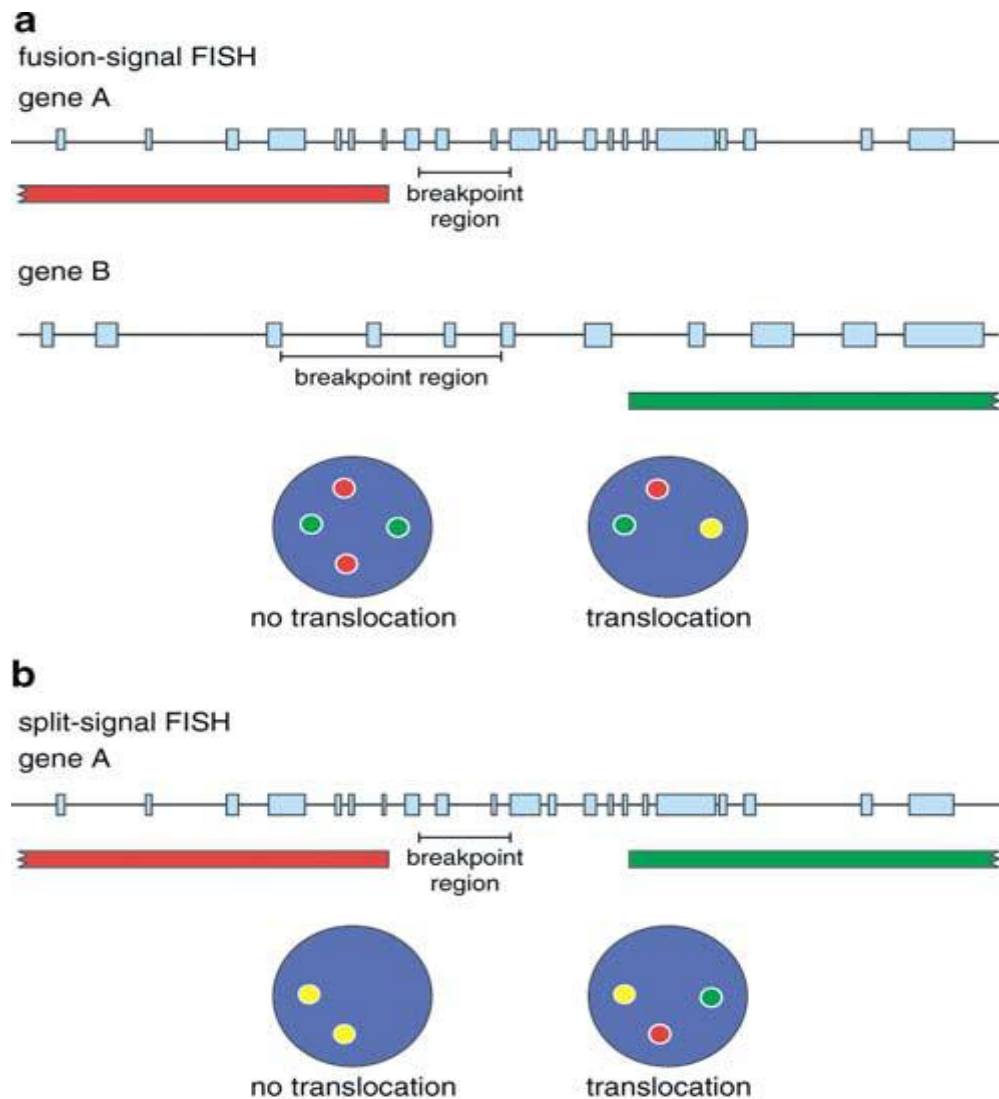 a
fusion-signal FISH
gene A
breakpoint
region
gene B
breakpoint region
no translocation
translocation
b
split-signal FISH
gene A
breakpoint
region
no translocation
translocation